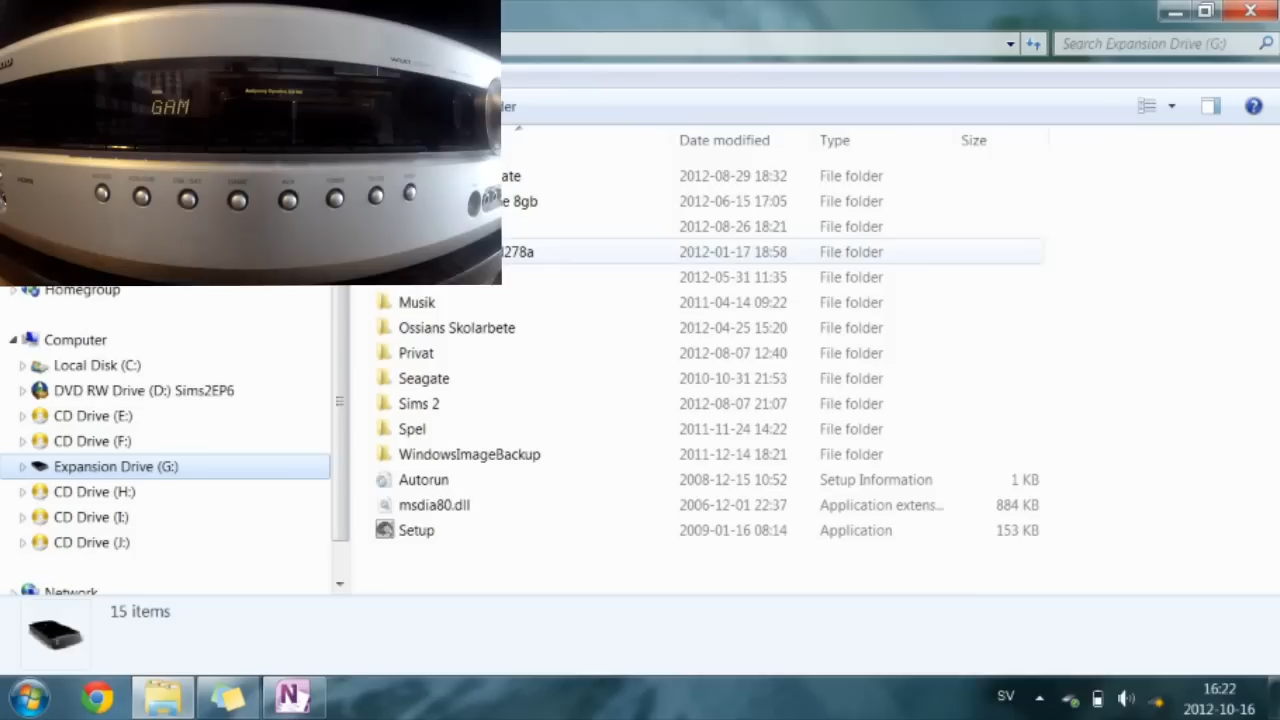 Search Expansion Drive (G:)
GAM
der
Date modified
Type
Size
ate
2012-08-29 18:32
File folder
e 8gb
2012-06-15 17:05
File folder
2012-08-26 18:21
File folder
278a
2012-01-17 18:58
File folder
2012-05-31 11:35
File folder
Homegroup
Musik
2011-04-14 09:22
File folder
Ossians Skolarbete
2012-04-25 15:20
File folder
Computer
Privat
2012-08-07 12:40
File folder
Local Disk (C:)
Seagate
2010-10-31 21:53
File folder
DVD RW Drive (D:) Sims2EP6
Sims 2
2012-08-07 21:07
File folder
CD Drive (E:)
Spel
2011-11-24 14:22
File folder
CD Drive (F:)
WindowsImageBackup
2011-12-14 18:21
File folder
Expansion Drive (G:)
Autorun
2008-12-15 10:52
Setup Information
1 KB
CD Drive (H:)
msdia80.dll
2006-12-01 22:37
Application extens...
884 KB
CD Drive (I:)
Setup
2009-01-16 08:14
Application
153 KB
CD Drive (J:)
Network
15 items
SV
16:22
2012-10-16